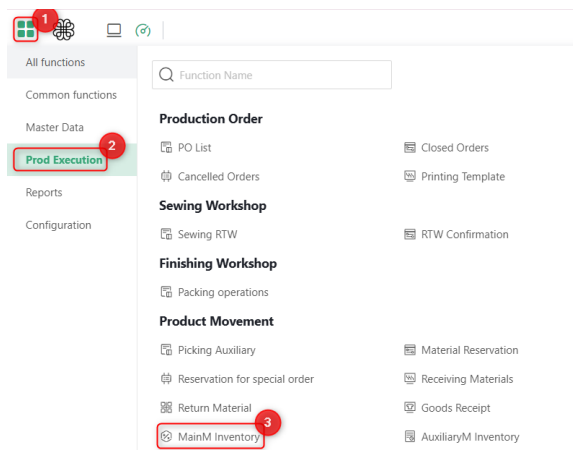 1
All functions
Function Name
Common functions
Production Order
Master Data
2
PO List
Closed Orders
Prod Execution
Cancelled Orders
Printing Template
Reports
Sewing Workshop
Configuration
Sewing RTW
RTW Confirmation
Finishing Workshop
Packing operations
Product Movement
Picking Auxiliary
Material Reservation
Reservation for special order
Receiving Materials
Return Material
Goods Receipt
3
MainM Inventory
AuxiliaryM Inventory